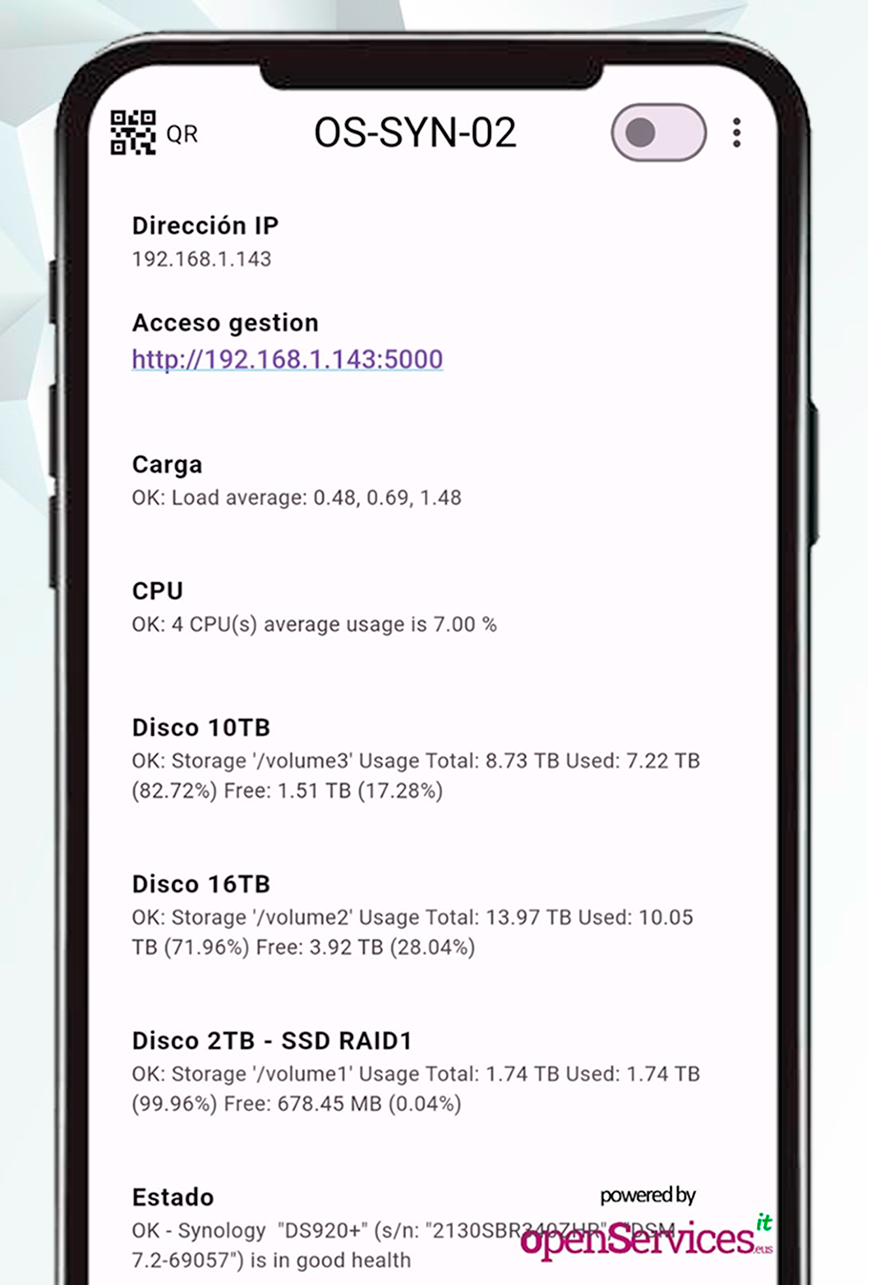 QR
OS-SYN-02
Dirección IP
192.168.1.143
Acceso gestion
http://192.168.1.143:5000
Carga
OK: Load average: 0.48, 0.69, 1.48
CPU
OK: 4 CPU(s) average usage is 7.00 %
Disco 10TB
OK: Storage '/volume3' Usage Total: 8.73 TB Used: 7.22 TB
(82.72%) Free: 1.51 TB (17.28%)
Disco 16TB
OK: Storage '/volume2' Usage Total: 13.97 TB Used: 10.05
TB (71.96%) Free: 3.92 TB (28.04%)
Disco 2TB - SSD RAID1
OK: Storage '/volume1' Usage Total: 1.74 TB Used: 1.74 TB
(99.96%) Free: 678.45 MB (0.04%)
Estado
OK - Synology "DS920+" (s/n: "DSM
7.2-69057") is in good health
powered by
openServices.eus
it